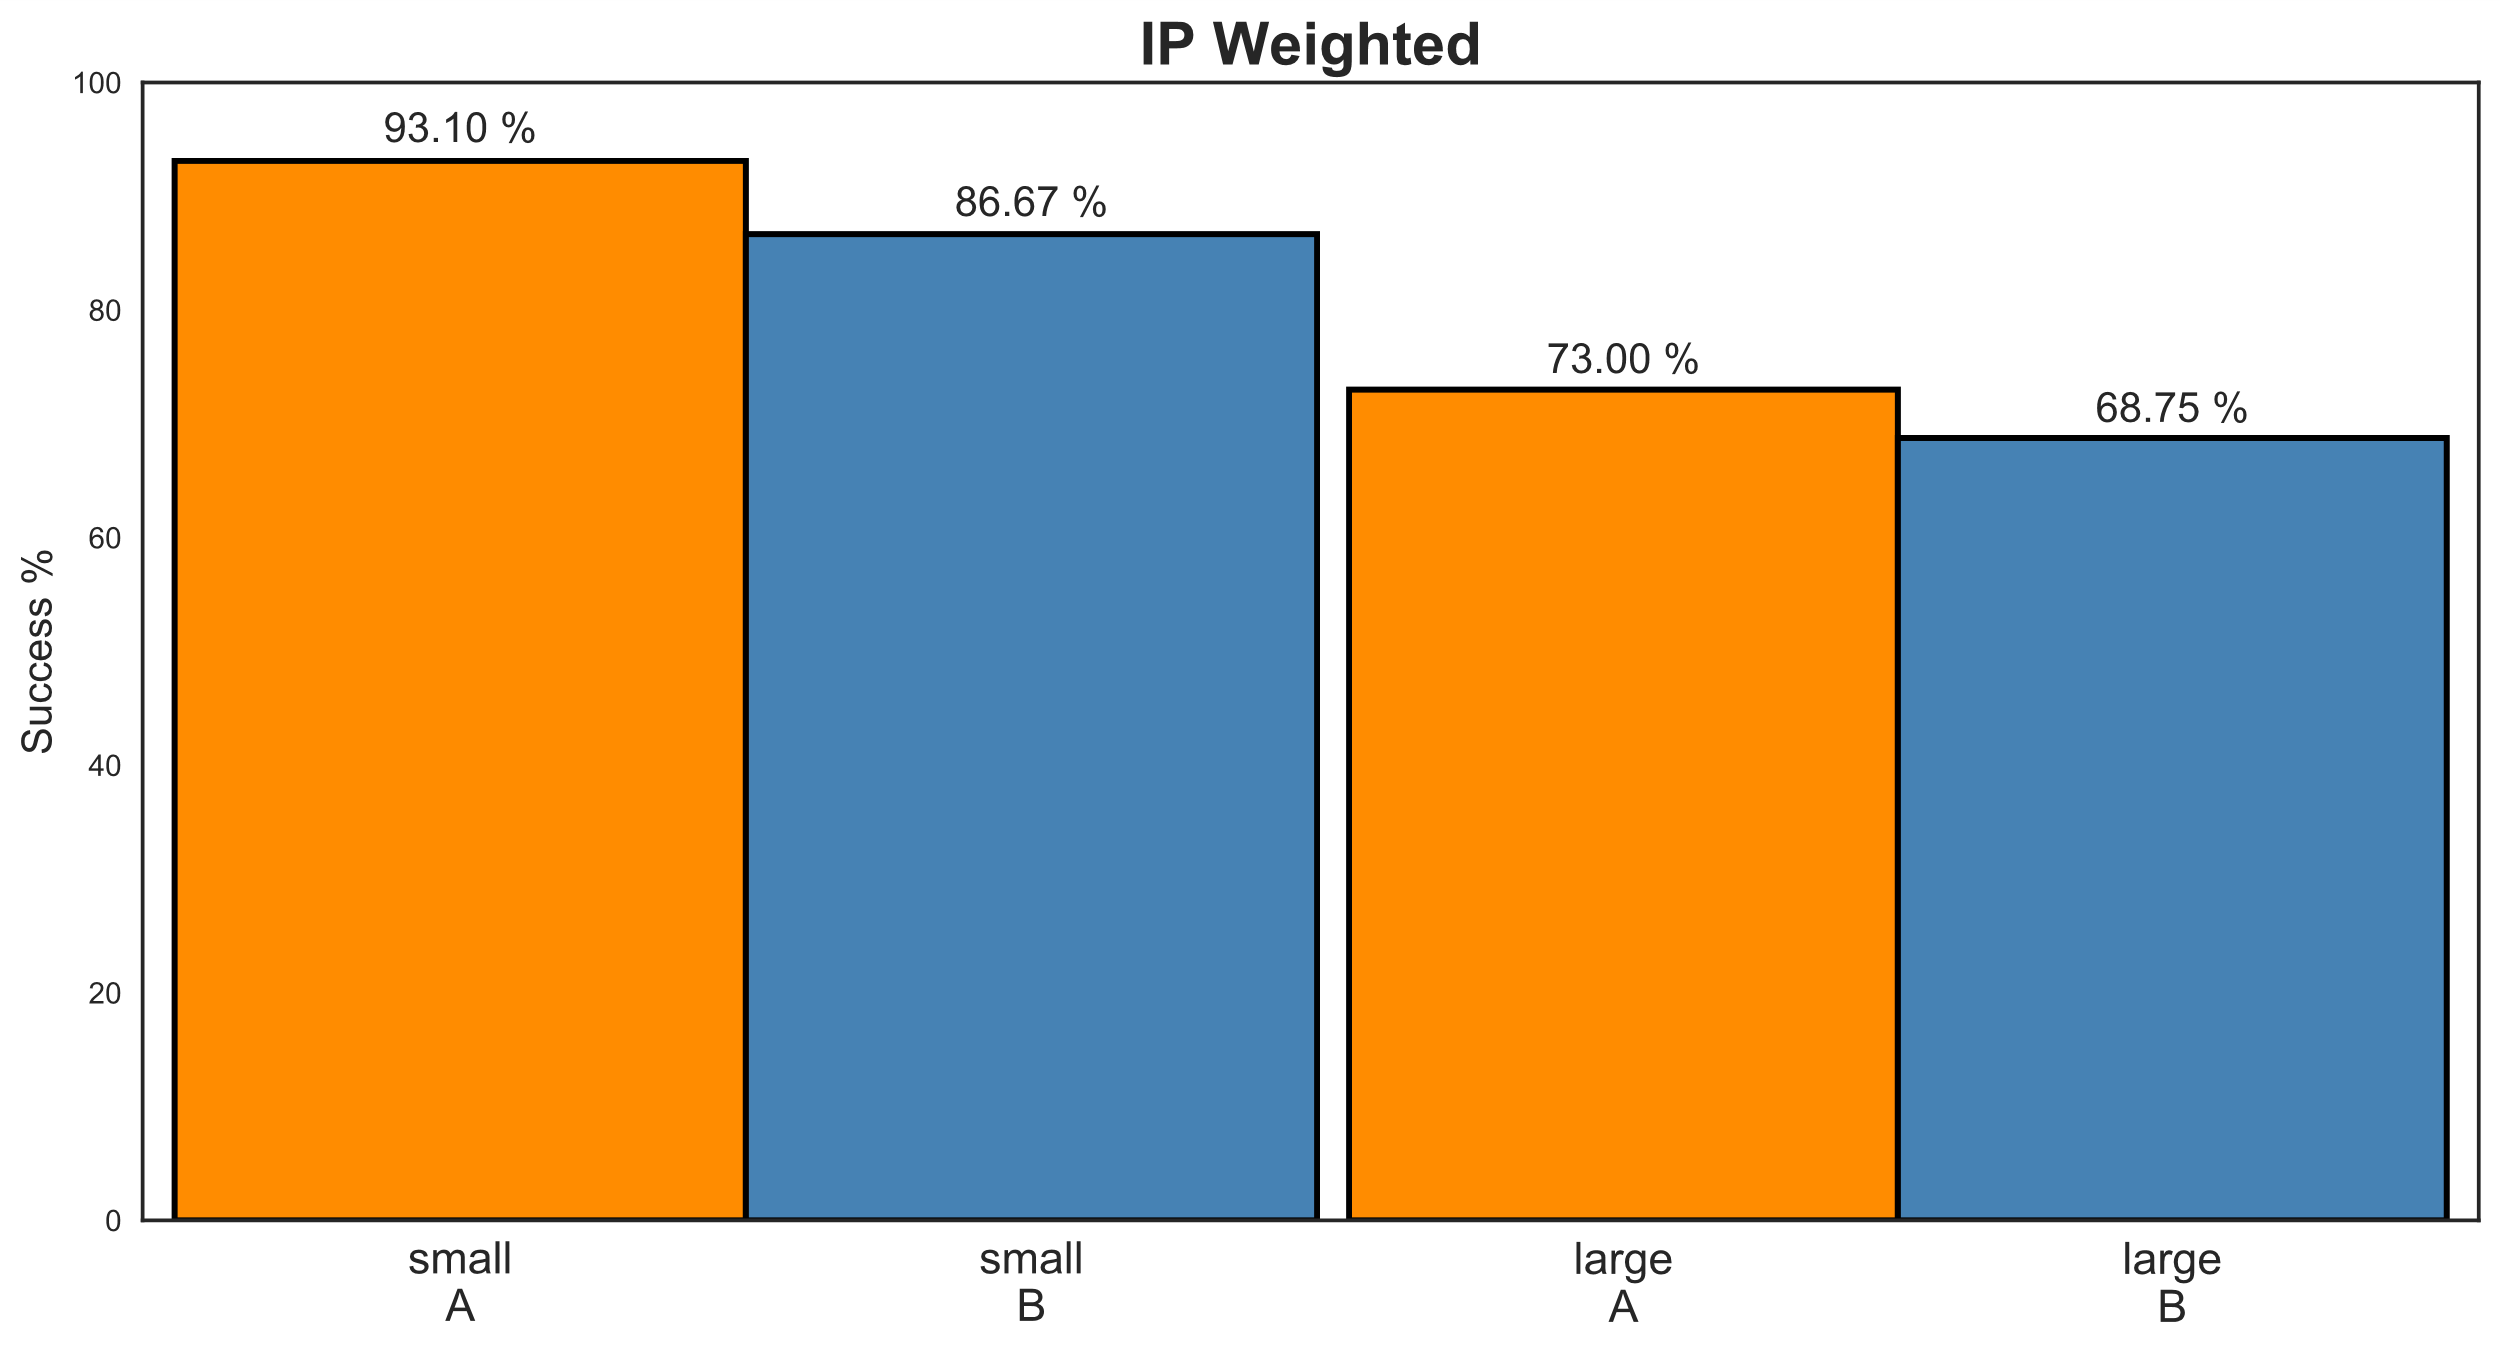 IP Weighted
100
80
60
40
20
0
Success %
93.10 %
86.67 %
73.00 %
68.75 %
small
A
small
B
large
A
large
B